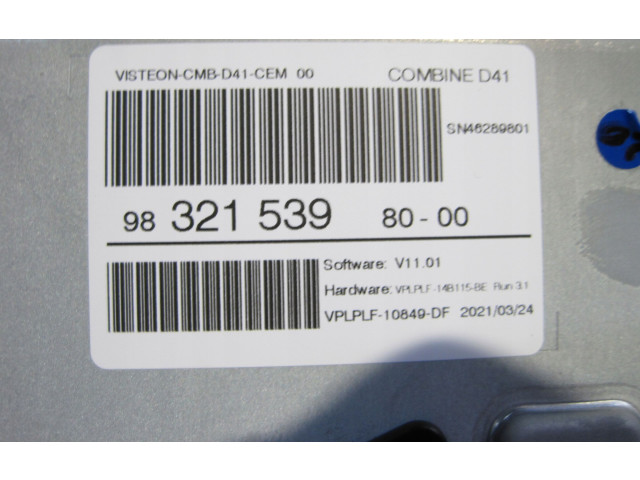 VISTEON-CMB-D41-CEM 00 COMBINE D41
SN46289801
98 321 539 80-00
Software: V11.01
Hardware: VPLPLF-14B115-BE Run 3.1
VPLPLF-10849-DF 2021/03/24